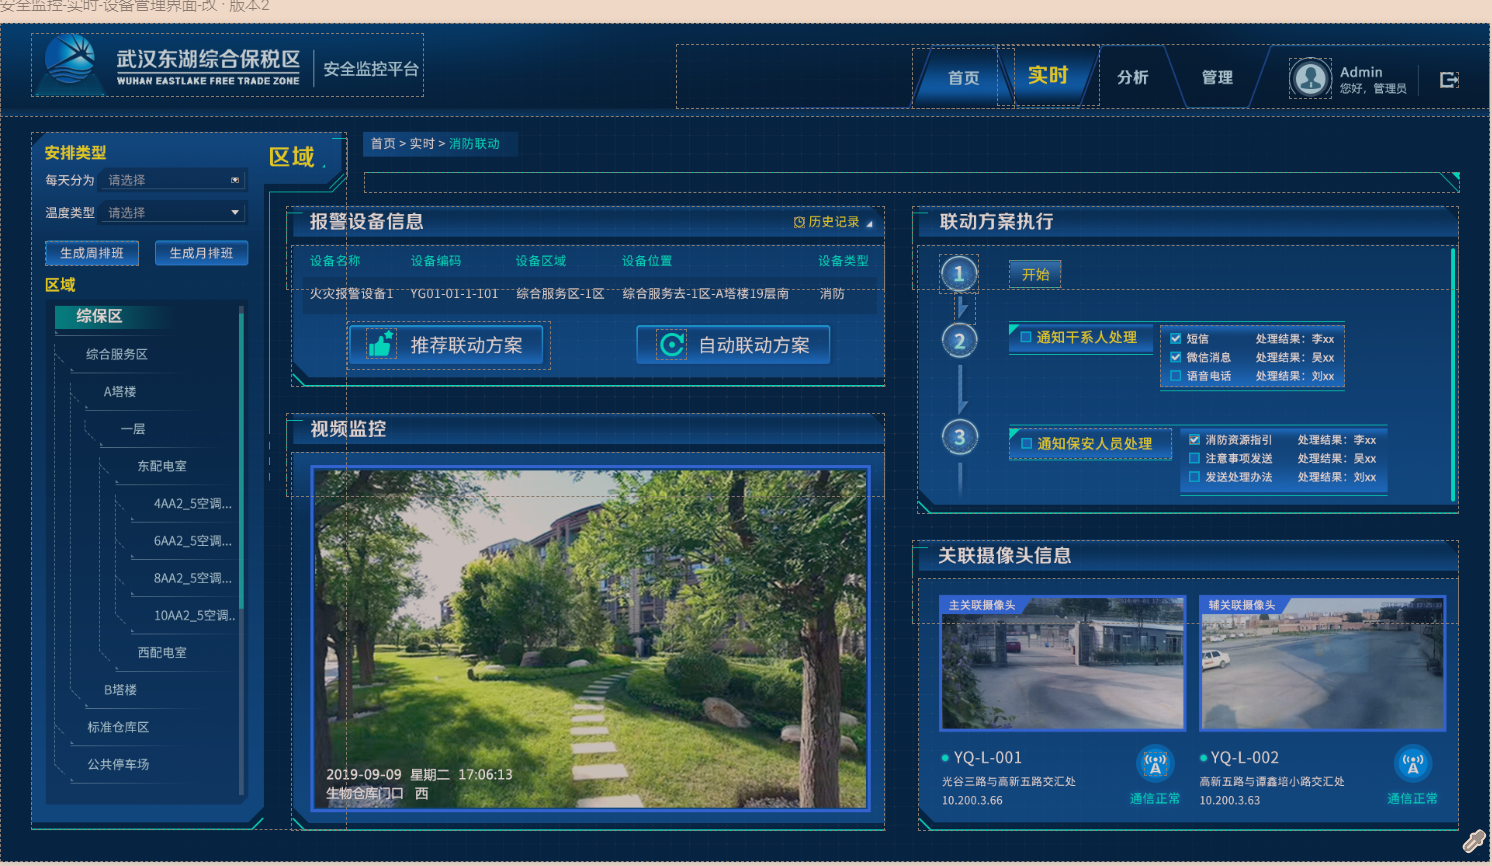 安全监控-实时-设备管理界面-改 · 版本2
武汉东湖综合保税区
WUHAN EASTLAKE FREE TRADE ZONE
安全监控平台
首页
实时
分析
管理
Admin
您好，管理员
安排类型
每天分为 请选择
温度类型 请选择
生成周排班 生成月排班
区域
综保区
综合服务区
A塔楼
一层
东配电室
4AA2_5空调...
6AA2_5空调...
8AA2_5空调...
10AA2_5空调..
西配电室
B塔楼
标准仓库区
公共停车场
区域
首页 > 实时 > 消防联动
报警设备信息
历史记录
设备名称 设备编码 设备区域 设备位置 设备类型
火灾报警设备1 YG01-01-1-101 综合服务区-1区 综合服务去-1区-A塔楼19层南 消防
推荐联动方案 自动联动方案
视频监控
2019-09-09 星期二 17:06:13
生物仓库门口 西
联动方案执行
1 开始
2 通知干系人处理
短信 处理结果：李xx
微信消息 处理结果：吴xx
语音电话 处理结果：刘xx
3 通知保安人员处理
消防资源指引 处理结果：李xx
注意事项发送 处理结果：吴xx
发送处理办法 处理结果：刘xx
关联摄像头信息
主关联摄像头
YQ-L-001
光谷三路与高新五路交汇处
10.200.3.66
通信正常
辅关联摄像头
YQ-L-002
高新五路与谭鑫培小路交汇处
10.200.3.63
通信正常